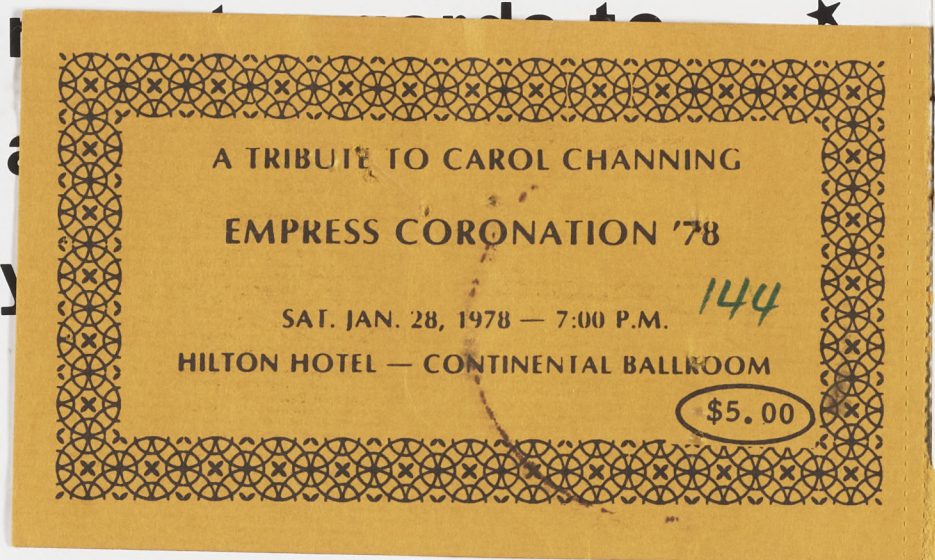 to
A TRIBUTE TO CAROL CHANNING
EMPRESS CORONATION '78
144
SAT. JAN. 28, 1978 — 7:00 P.M.
HILTON HOTEL — CONTINENTAL BALLROOM
$5.00